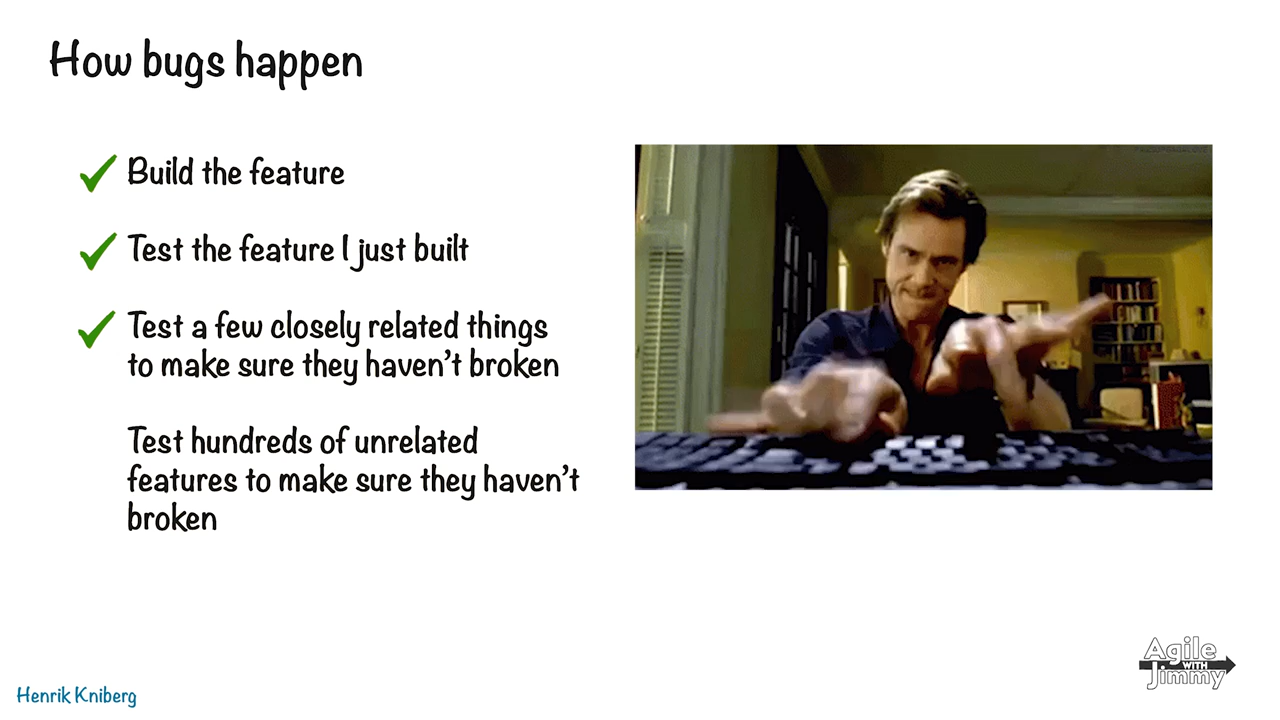 How bugs happen
Build the feature
Test the feature I just built
Test a few closely related things
to make sure they haven't broken
Test hundreds of unrelated
features to make sure they haven't
broken
Agile
WITH
Jimmy
Henrik Kniberg